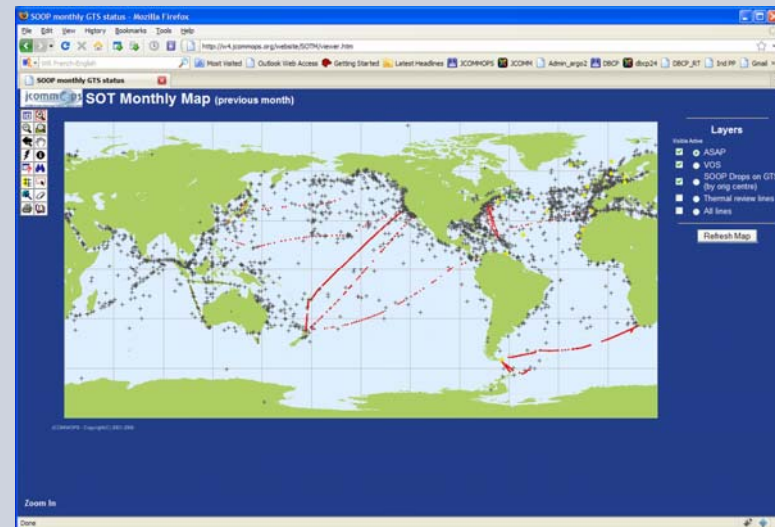 SOOP monthly GTS status - Mozilla Firefox
File Edit View History Bookmarks Tools Help
http://w4.jcommops.org/website/SOTM/viewer.htm
Most Visited Outlook Web Access Getting Started Latest Headlines JCOMMOPS JCOMM Admin_argo2 DBCP dbcp24 DBCP_RT Ind PP Gmail
SOOP monthly GTS status
jcommops SOT Monthly Map (previous month)
Layers
Visible Active
ASAP
VOS
SOOP Drops on GTS
(by orig centre)
Thermal review lines
All lines
Refresh Map
Zoom In
Done